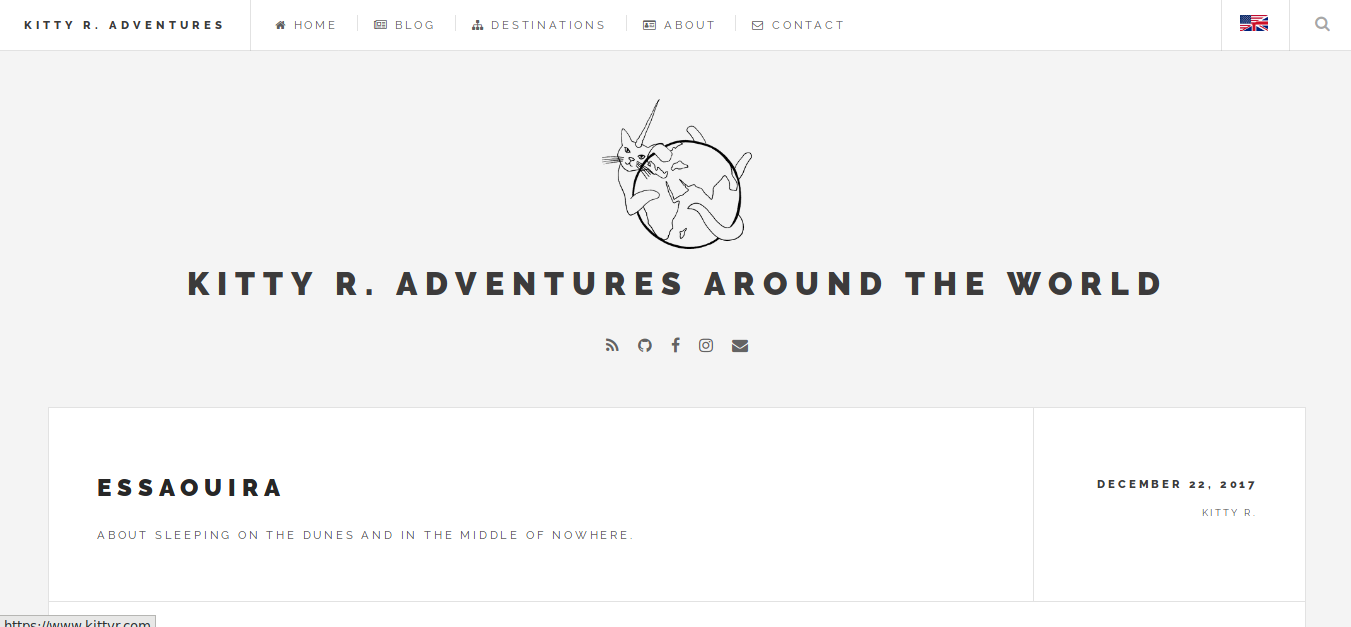 KITTY R. ADVENTURES HOME BLOG DESTINATIONS ABOUT CONTACT
KITTY R. ADVENTURES AROUND THE WORLD
ESSAOUIRA
ABOUT SLEEPING ON THE DUNES AND IN THE MIDDLE OF NOWHERE.
DECEMBER 22, 2017
KITTY R.
https://www.kittyr.com